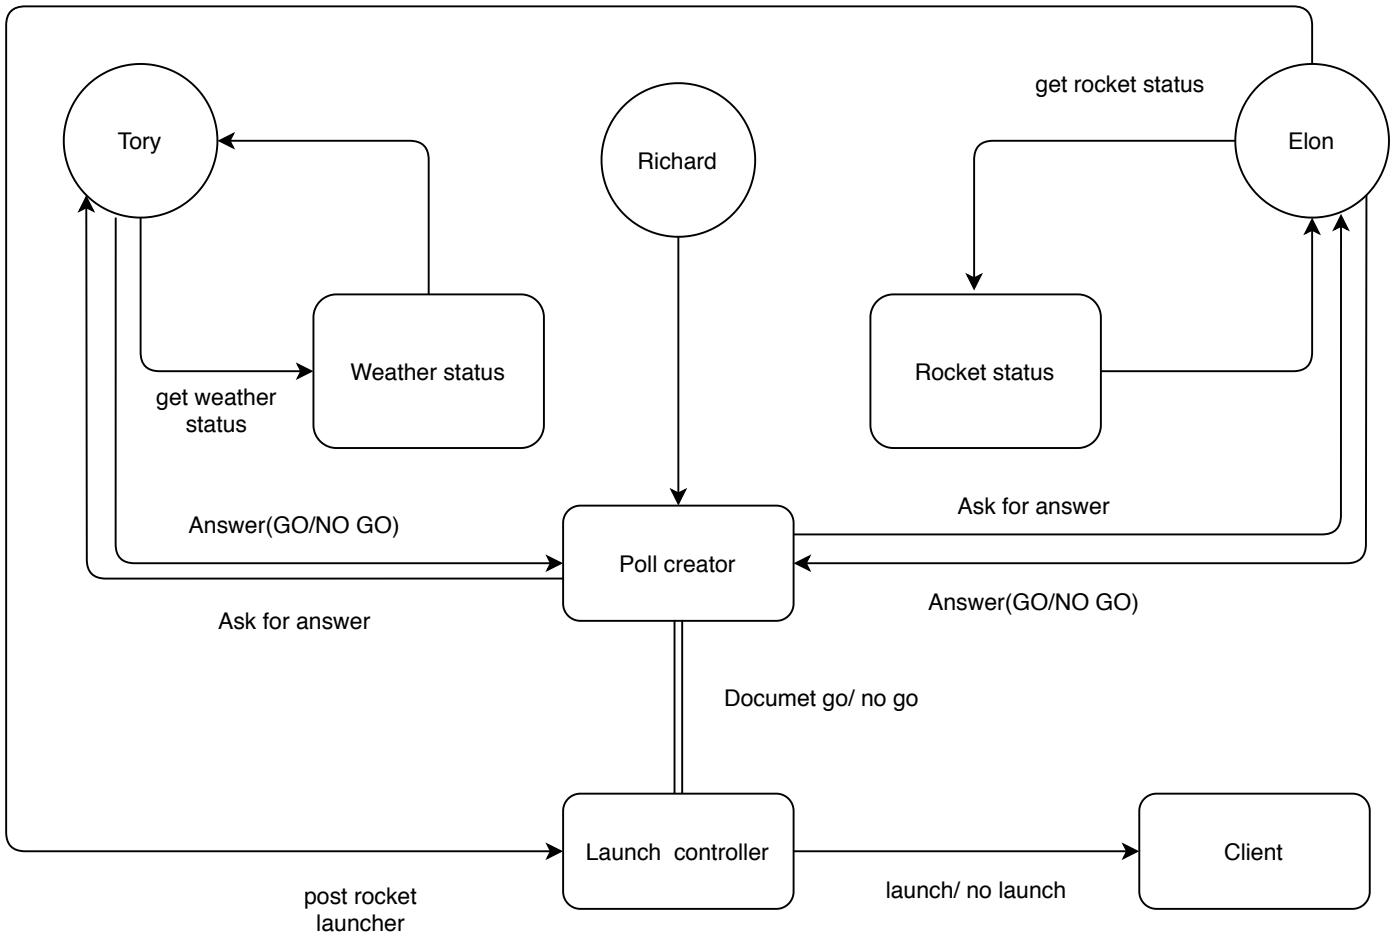 get rocket status
Tory
Richard
Elon
Weather status
Rocket status
get weather
status
Answer(GO/NO GO)
Ask for answer
Poll creator
Ask for answer
Answer(GO/NO GO)
Documet go/ no go
Launch  controller
Client
launch/ no launch
post rocket
launcher